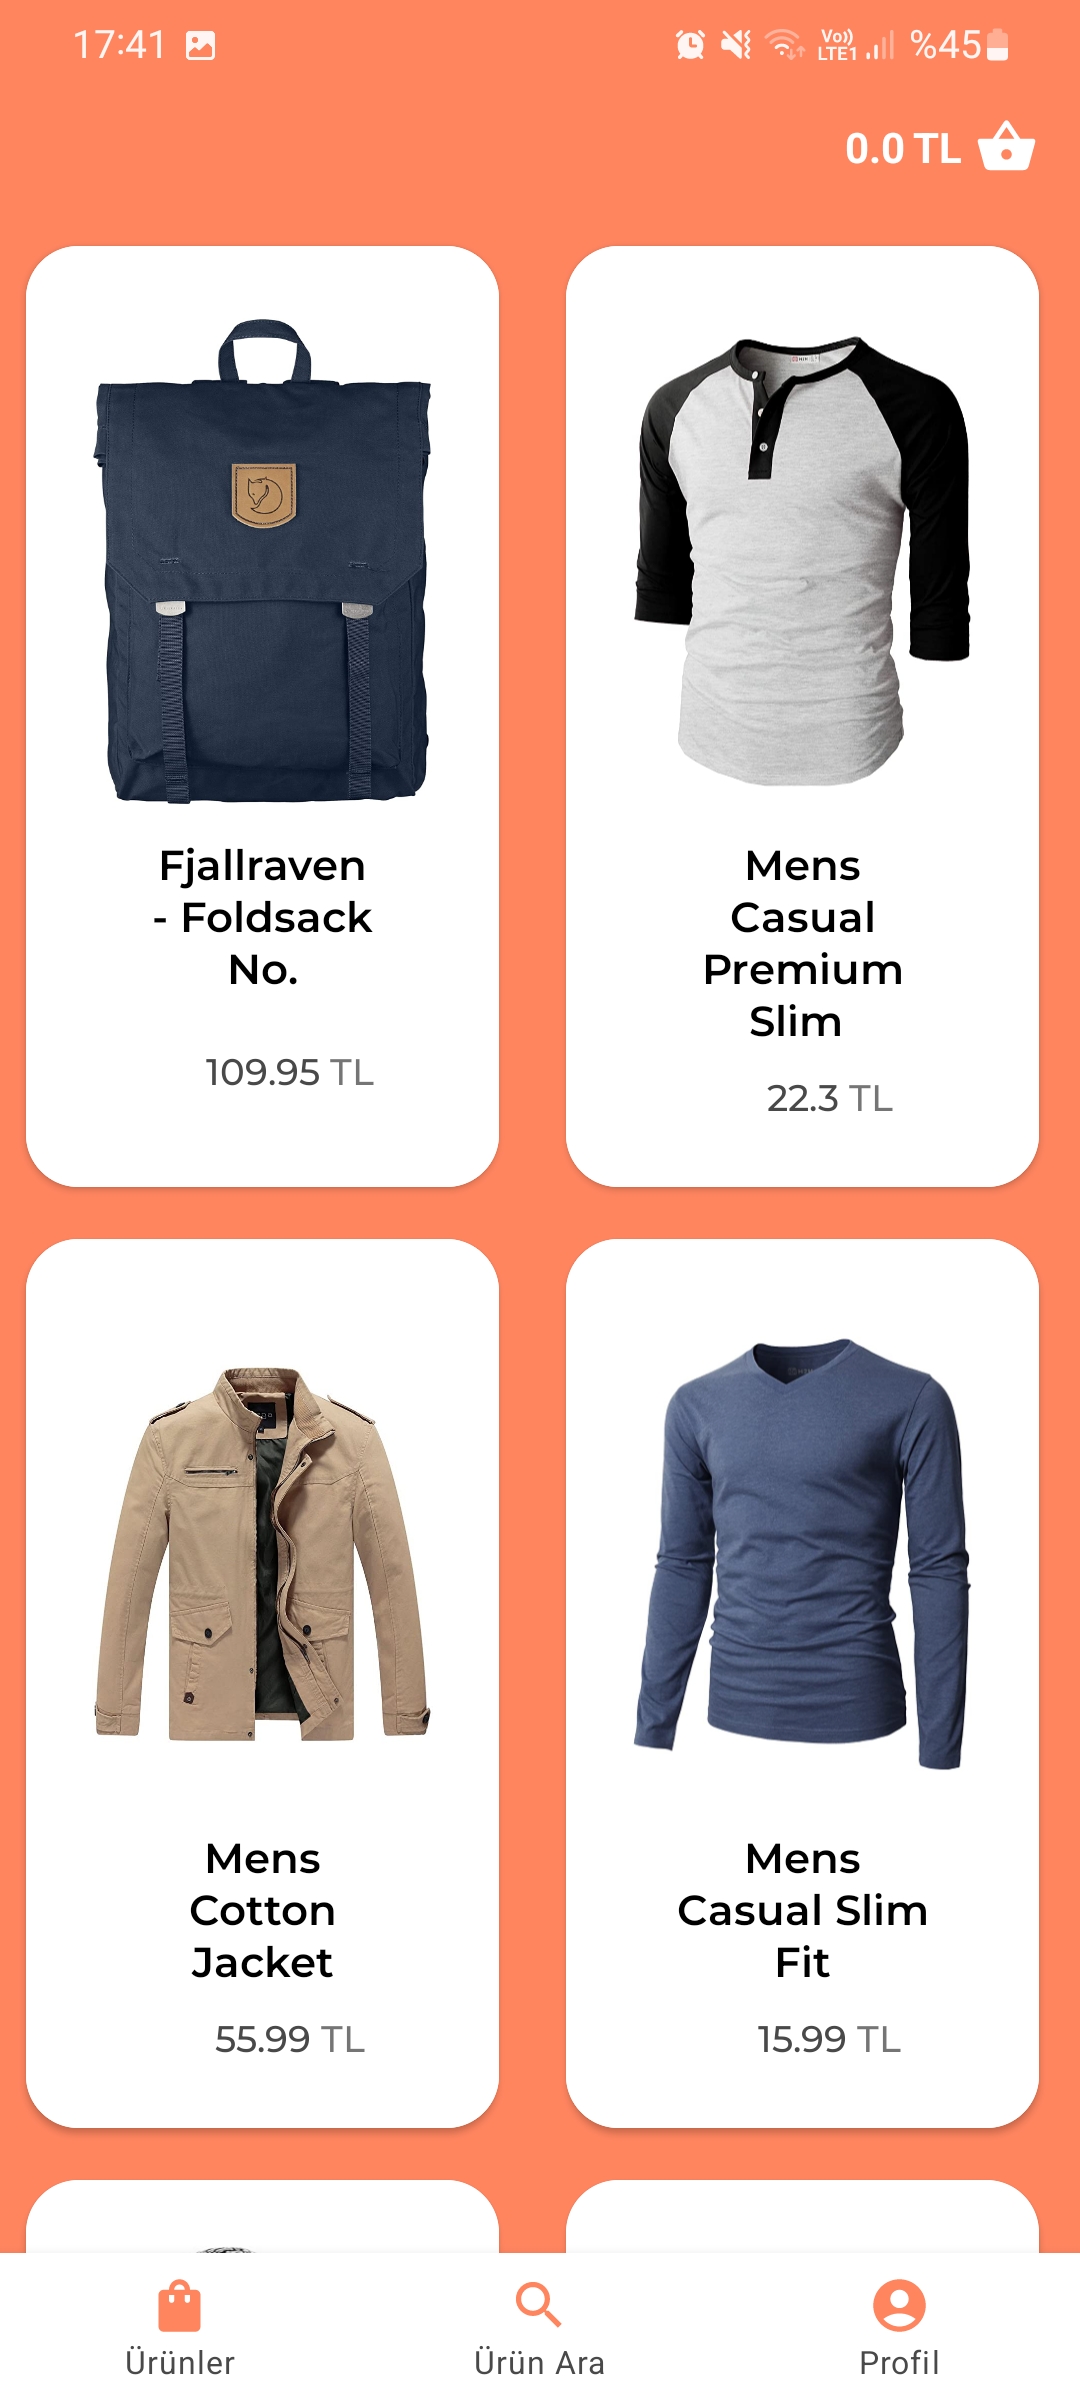 17:41
Vo)) LTE1 %45
0.0 TL
Fjallraven
- Foldsack
No.
109.95 TL
Mens
Casual
Premium
Slim
22.3 TL
Mens
Cotton
Jacket
55.99 TL
Mens
Casual Slim
Fit
15.99 TL
Ürünler
Ürün Ara
Profil